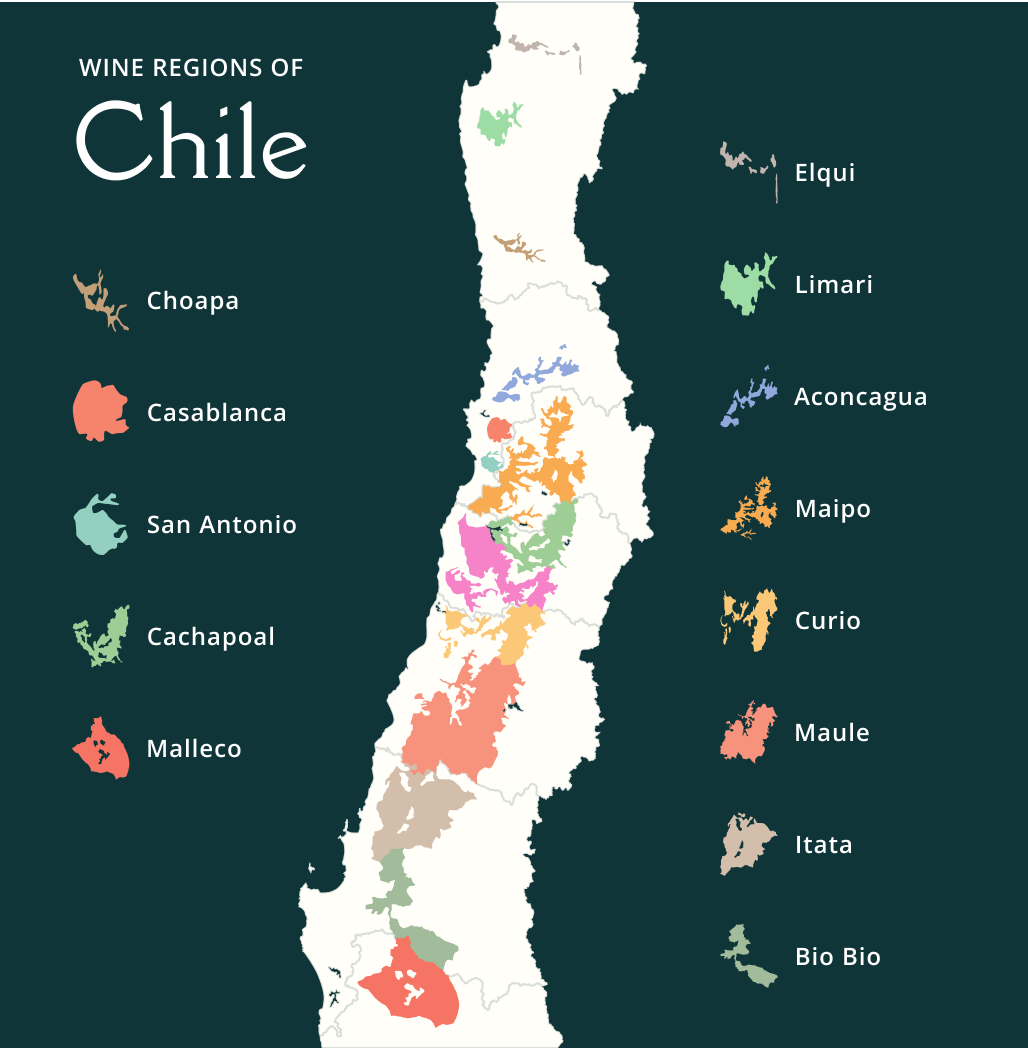 WINE REGIONS OF
Chile
Choapa
Casablanca
San Antonio
Cachapoal
Malleco
Elqui
Limari
Aconcagua
Maipo
Curio
Maule
Itata
Bio Bio